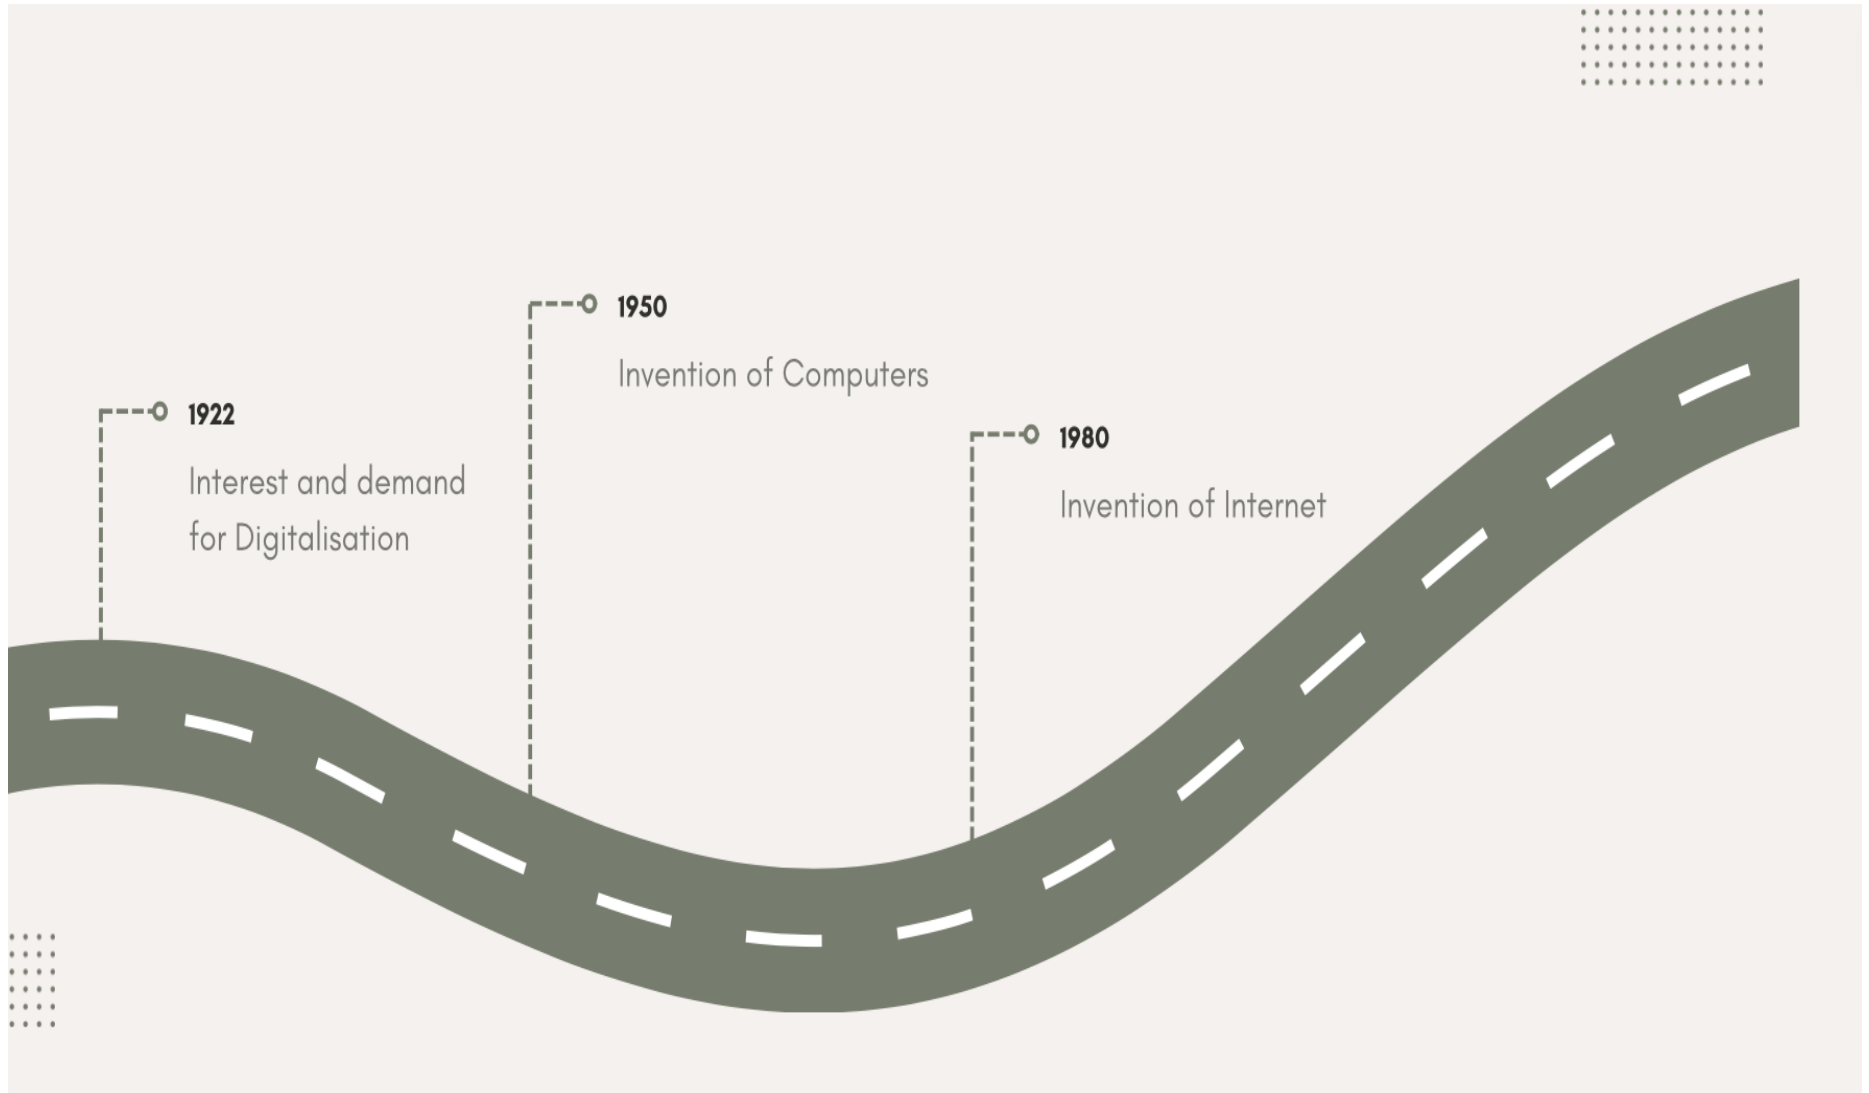 1922
Interest and demand
for Digitalisation
1950
Invention of Computers
1980
Invention of Internet